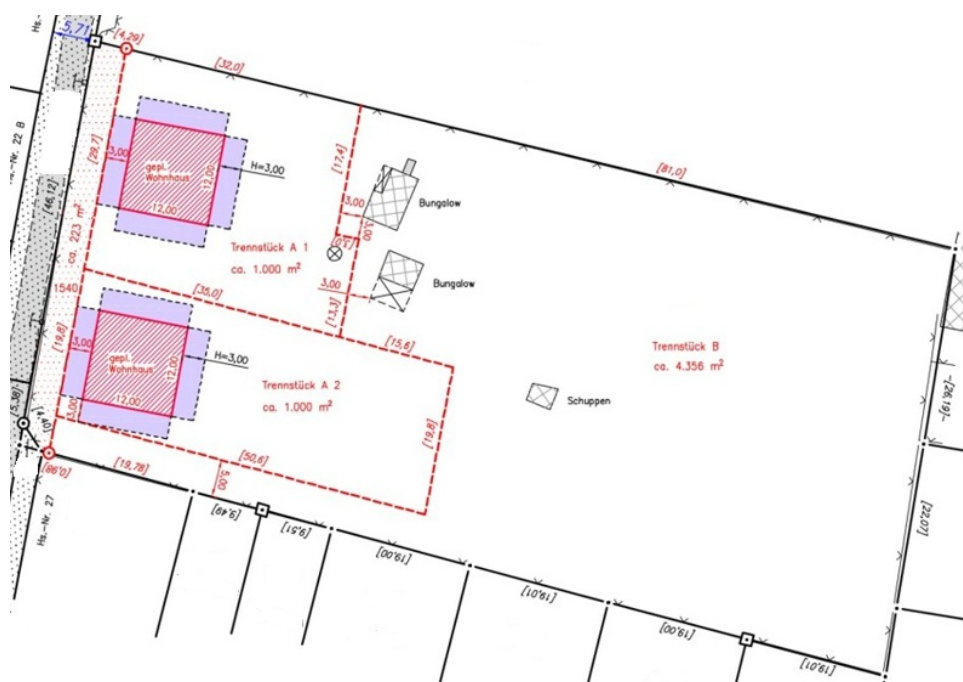 5,71
[4,29]
[32,0]
Hs.-Nr. 22 B
[46,12]
[29,7]
ca. 223 m²
1540
[19,8]
3,00
gepl.
Wohnhaus
12,00
12,00
H=3,00
[17,4]
3,00
3,00
[3,0]
Bungalow
[81,0]
Trennstück A 1
ca. 1.000 m²
3,00
Bungalow
[13,3]
[35,0]
[15,6]
3,00
gepl.
Wohnhaus
12,00
12,00
H=3,00
3,00
Trennstück A 2
ca. 1.000 m²
[19,8]
[50,6]
5,00
Trennstück B
ca. 4.356 m²
Schuppen
-[26,19]-
[22,07]
[19,78]
[9,49]
[9,51]
[19,00]
[19,01]
[19,00]
[19,01]
Hs.-Nr. 27